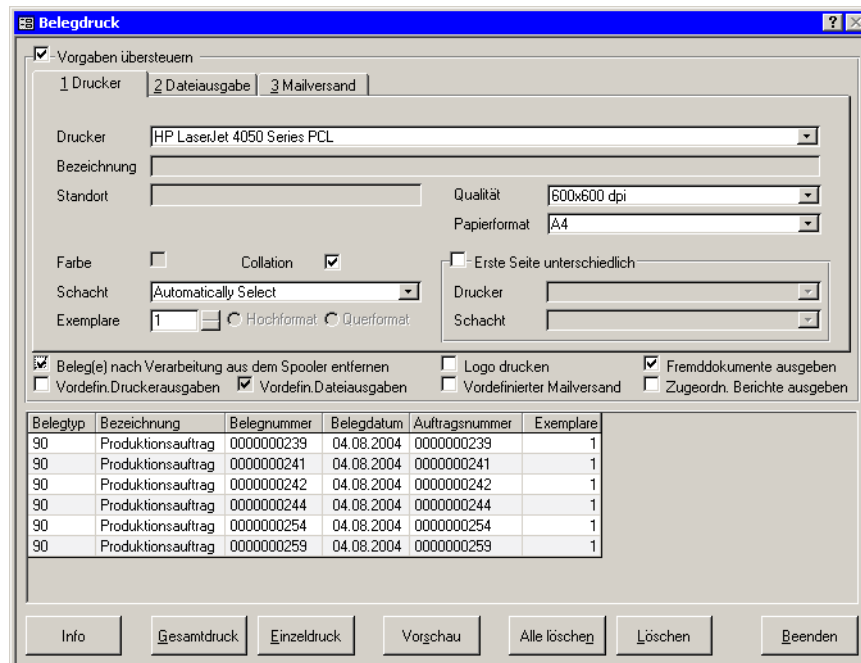 Belegdruck
Vorgaben übersteuern
1 Drucker 2 Dateiausgabe 3 Mailversand
Drucker HP LaserJet 4050 Series PCL
Bezeichnung
Standort Qualität 600x600 dpi
Papierformat A4
Farbe Collation Erste Seite unterschiedlich
Schacht Automatically Select Drucker
Exemplare 1 Hochformat Querformat Schacht
Beleg(e) nach Verarbeitung aus dem Spooler entfernen Logo drucken Fremddokumente ausgeben
Vordefin.Druckerausgaben Vordefin.Dateiausgaben Vordefinierter Mailversand Zugeordn. Berichte ausgeben
Belegtyp Bezeichnung Belegnummer Belegdatum Auftragsnummer Exemplare
90 Produktionsauftrag 0000000239 04.08.2004 0000000239 1
90 Produktionsauftrag 0000000241 04.08.2004 0000000241 1
90 Produktionsauftrag 0000000242 04.08.2004 0000000242 1
90 Produktionsauftrag 0000000244 04.08.2004 0000000244 1
90 Produktionsauftrag 0000000254 04.08.2004 0000000254 1
90 Produktionsauftrag 0000000259 04.08.2004 0000000259 1
Info Gesamtdruck Einzeldruck Vorschau Alle löschen Löschen Beenden